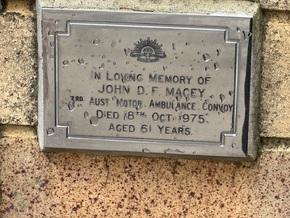 IN LOVING MEMORY OF
JOHN D. F. MACEY
3RD AUST MOTOR AMBULANCE CONVOY
DIED 18TH OCT. 1975.
AGED 61 YEARS.